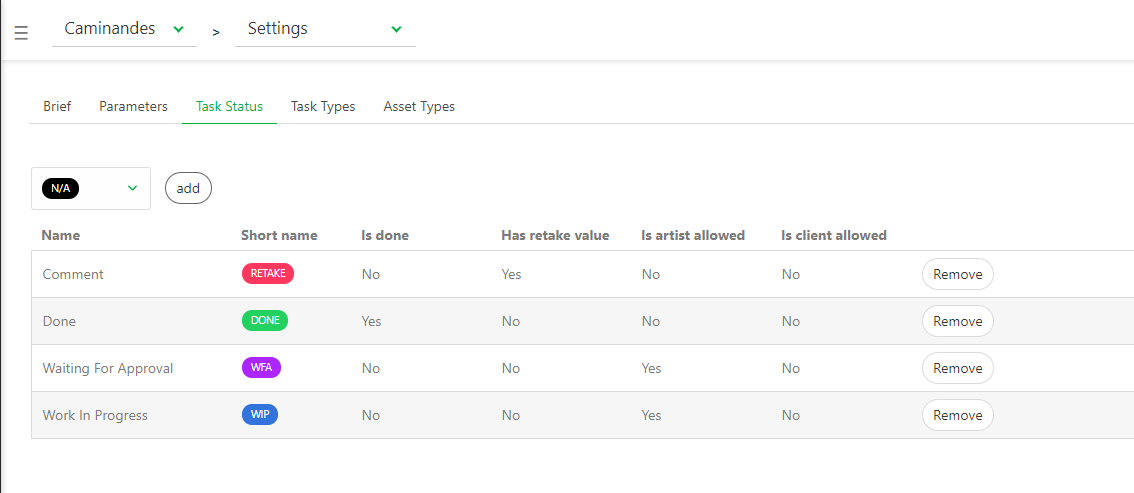 Caminandes > Settings
Brief Parameters Task Status Task Types Asset Types
N/A add
Name Short name Is done Has retake value Is artist allowed Is client allowed
Comment RETAKE No Yes No No Remove
Done DONE Yes No No No Remove
Waiting For Approval WFA No No Yes No Remove
Work In Progress WIP No No Yes No Remove